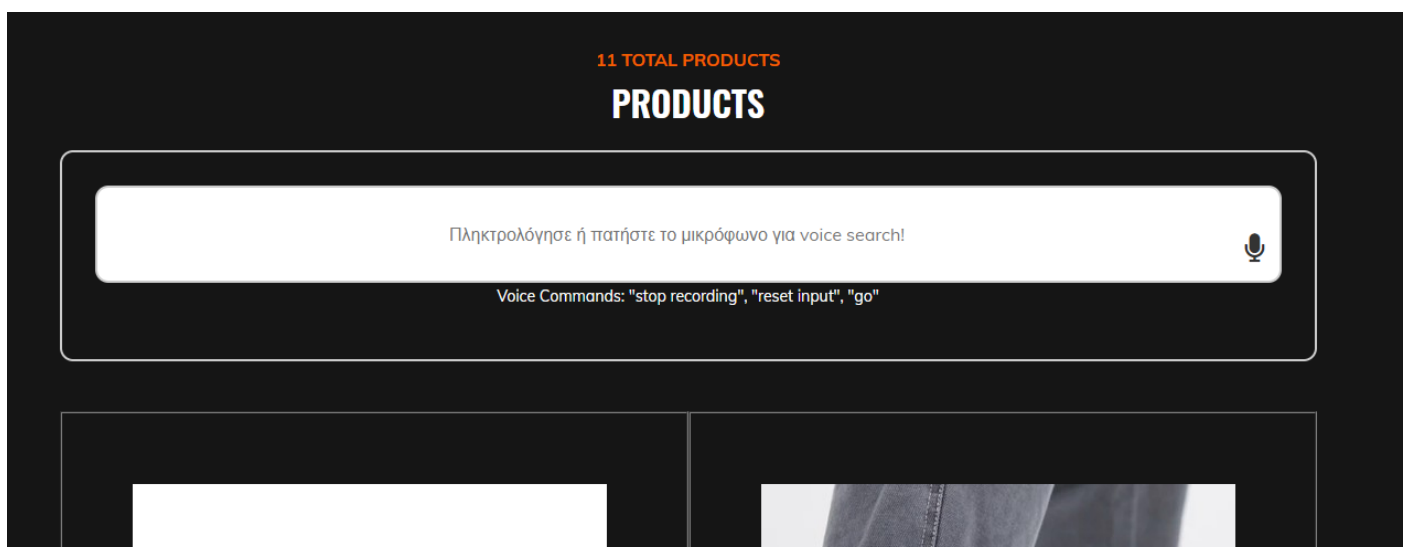 11 TOTAL PRODUCTS
PRODUCTS
Πληκτρολόγησε ή πατήστε το μικρόφωνο για voice search!
Voice Commands: "stop recording", "reset input", "go"